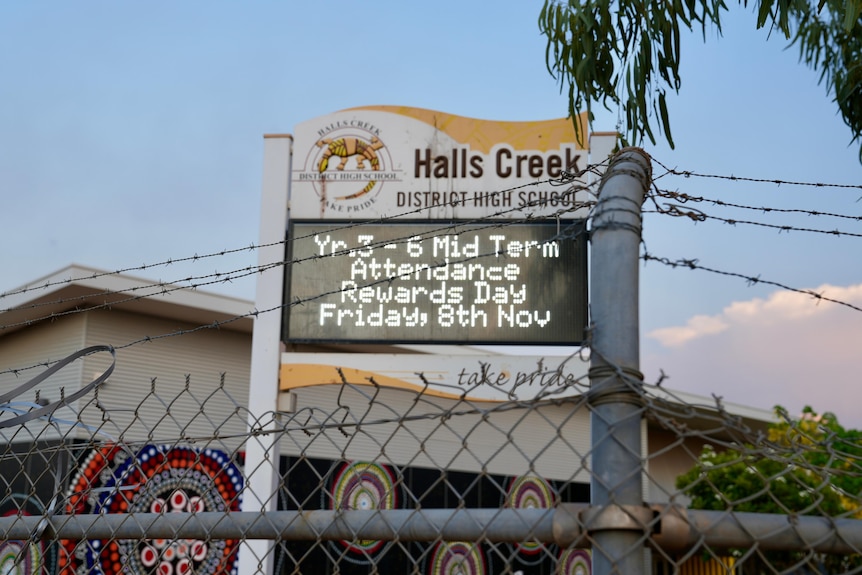 HALLS CREEK
DISTRICT HIGH SCHOOL
TAKE PRIDE
Halls Creek
DISTRICT HIGH SCHOOL
Yr.3 - 6 Mid Term
Attendance
Rewards Day
Friday, 8th Nov
take pride